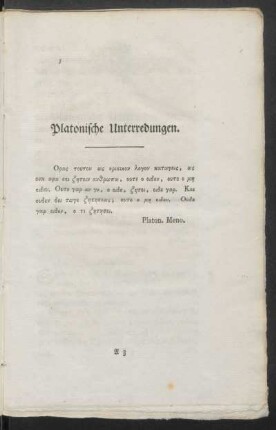 Platonische Unterredungen.
Ορας τουτον ως εριστικον λογον καταγεις, ως
ουκ αρα εστι ζητειν ανθρωπω, ουτε ο οιδεν, ουτε ο μη
οιδεν; Ουτε γαρ αν γε, ο οιδε, ζητοι, οιδε γαρ. Και
ουδεν δει τωγε ζητησεως; ουτε ο μη οιδεν. Ουδε
γαρ οιδεν, ο τι ζητησει.
Platon. Meno.